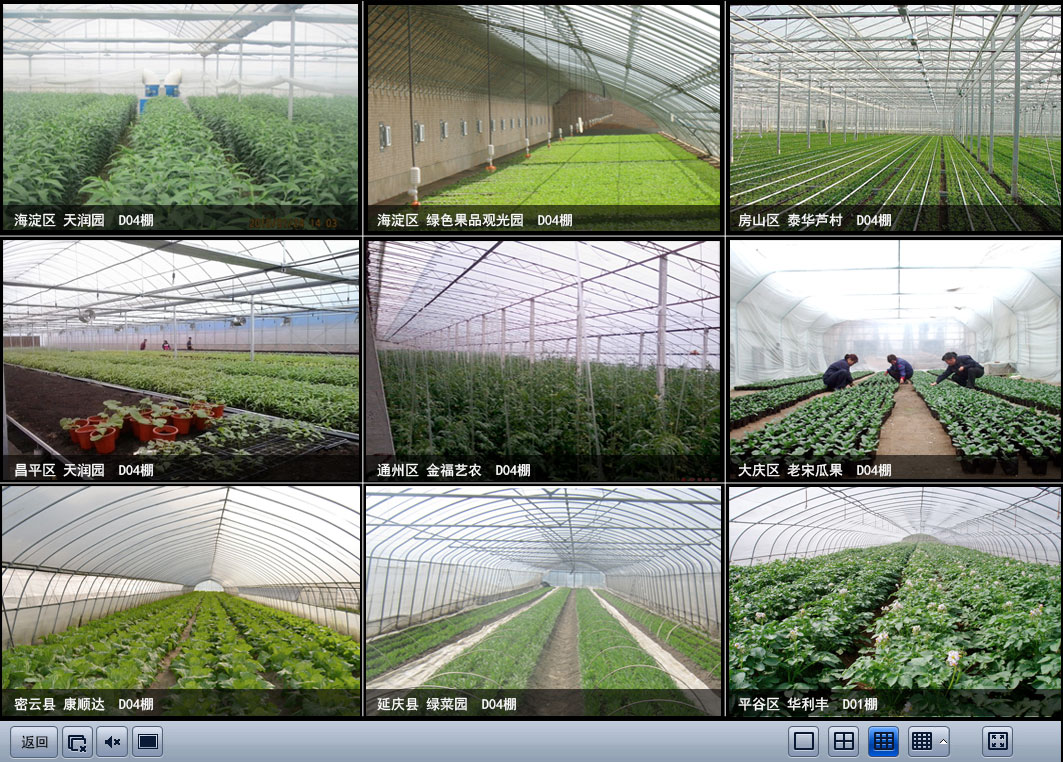 海淀区 天润园 D04棚
海淀区 绿色果品观光园 D04棚
房山区 泰华芦村 D04棚
昌平区 天润园 D04棚
通州区 金福艺农 D04棚
大庆区 老宋瓜果 D04棚
密云县 康顺达 D04棚
延庆县 绿菜园 D04棚
平谷区 华利丰 D01棚
返回